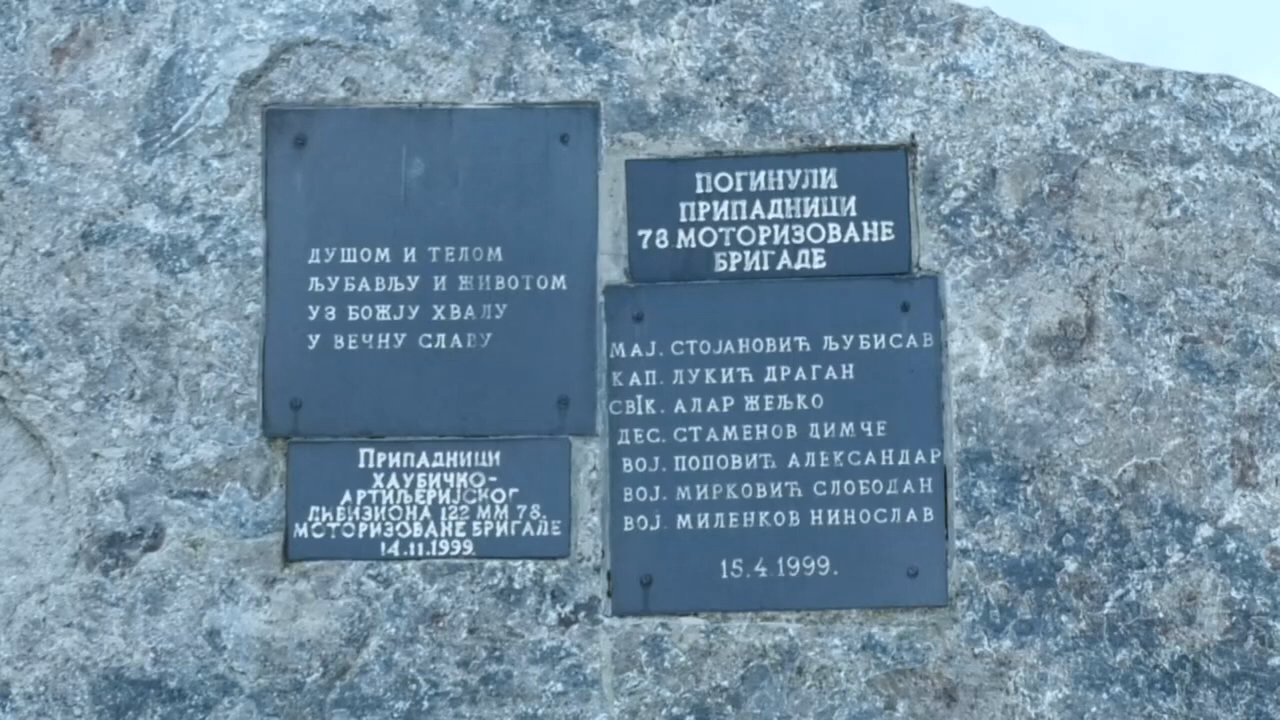 ДУШОМ И ТЕЛОМ
ЉУБАВЉУ И ЖИВОТОМ
УЗ БОЖЈУ ХВАЛУ
У ВЕЧНУ СЛАВУ
ПРИПАДНИЦИ
ХАУБИЧКО-
АРТИЉЕРИЈСКОГ
ДИВИЗИОНА 122 ММ 78.
МОТОРИЗОВАНЕ БРИГАДЕ
14.11.1999.
ПОГИНУЛИ
ПРИПАДНИЦИ
78 МОТОРИЗОВАНЕ
БРИГАДЕ
МАЈ. СТОЈАНОВИЋ ЉУБИСАВ
КАП. ЛУКИЋ ДРАГАН
СВIК. АЛАР ЖЕЉКО
ДЕС. СТАМЕНОВ ДИМЧЕ
ВОЈ. ПОПОВИЋ АЛЕКСАНДАР
ВОЈ. МИРКОВИЋ СЛОБОДАН
ВОЈ. МИЛЕНКОВ НИНОСЛАВ
15.4.1999.